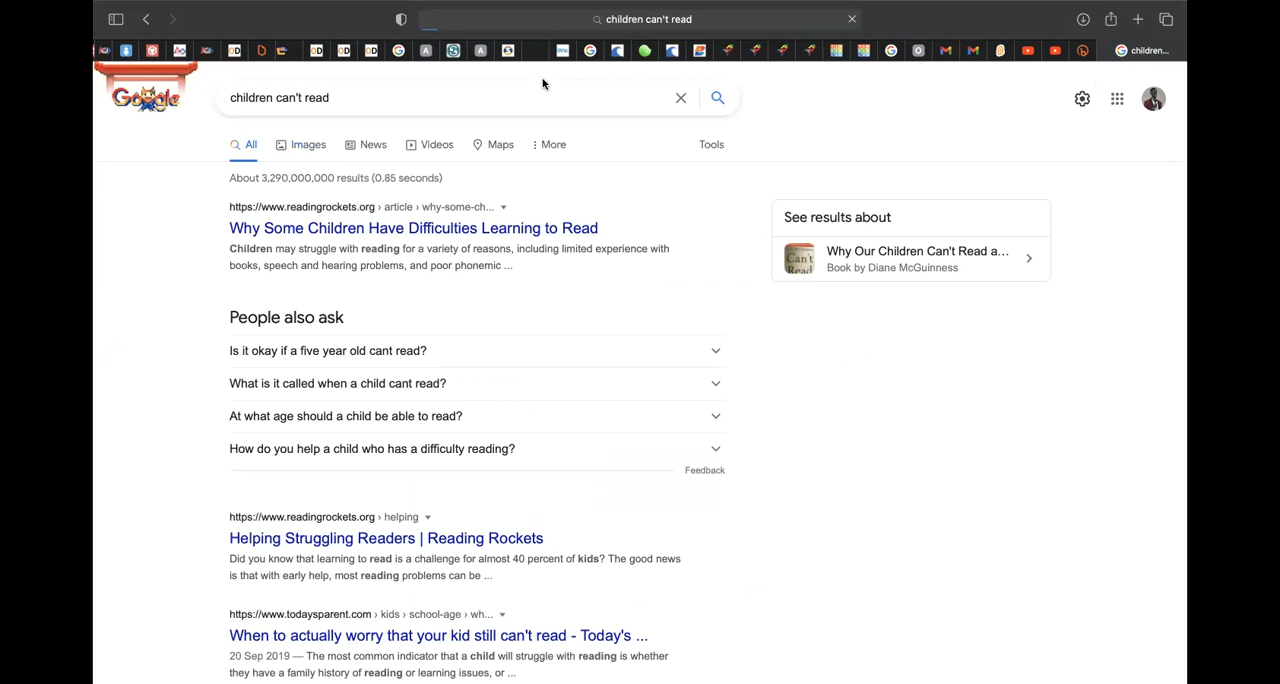 children can't read
children...
Google
children can't read
All Images News Videos Maps More Tools
About 3,290,000,000 results (0.85 seconds)
https://www.readingrockets.org › article › why-some-ch...
Why Some Children Have Difficulties Learning to Read
Children may struggle with reading for a variety of reasons, including limited experience with
books, speech and hearing problems, and poor phonemic ...
See results about
Can't
Read
Why Our Children Can't Read a...
Book by Diane McGuinness
People also ask
Is it okay if a five year old cant read?
What is it called when a child cant read?
At what age should a child be able to read?
How do you help a child who has a difficulty reading?
Feedback
https://www.readingrockets.org › helping
Helping Struggling Readers | Reading Rockets
Did you know that learning to read is a challenge for almost 40 percent of kids? The good news
is that with early help, most reading problems can be ...
https://www.todaysparent.com › kids › school-age › wh...
When to actually worry that your kid still can't read - Today's ...
20 Sep 2019 — The most common indicator that a child will struggle with reading is whether
they have a family history of reading or learning issues, or ...